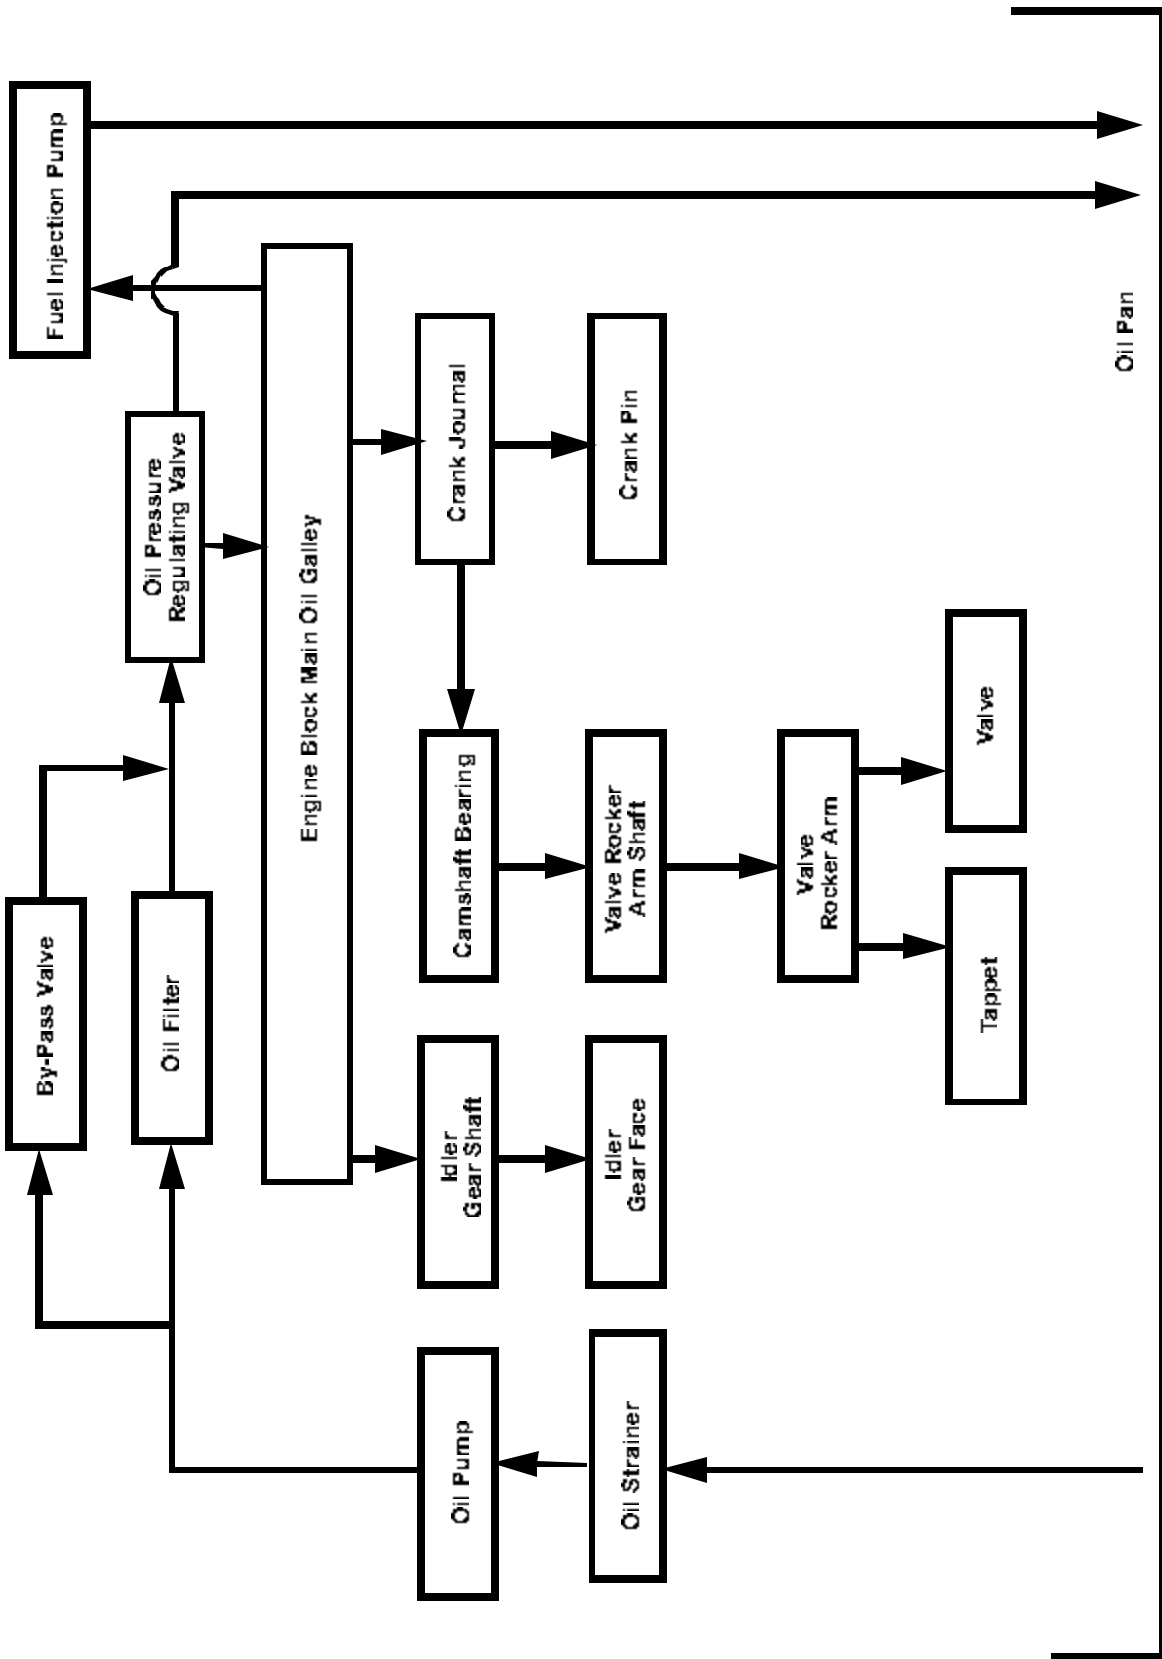 By-Pass Valve
Fuel Injection Pump
Oil Filter
Oil Pressure
Regulating Valve
Engine Block Main Oil Galley
Oil Pump
Idler
Gear Shaft
Camshaft Bearing
Crank Journal
Oil Strainer
Idler
Gear Face
Valve Rocker
Arm Shaft
Crank Pin
Valve
Rocker Arm
Tappet
Valve
Oil Pan